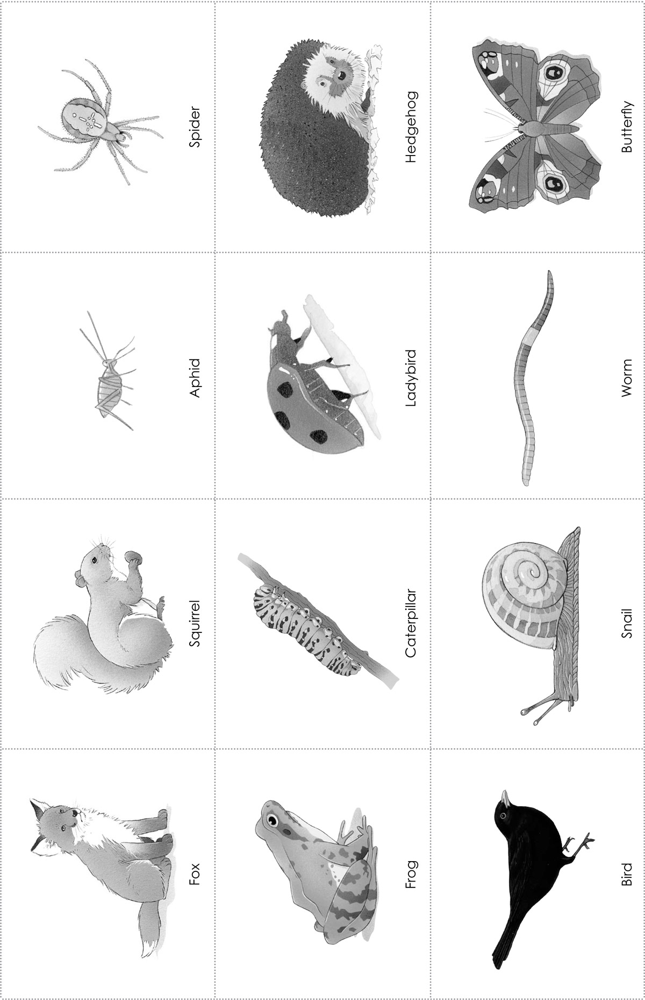 Fox
Squirrel
Aphid
Spider
Frog
Caterpillar
Ladybird
Hedgehog
Bird
Snail
Worm
Butterfly